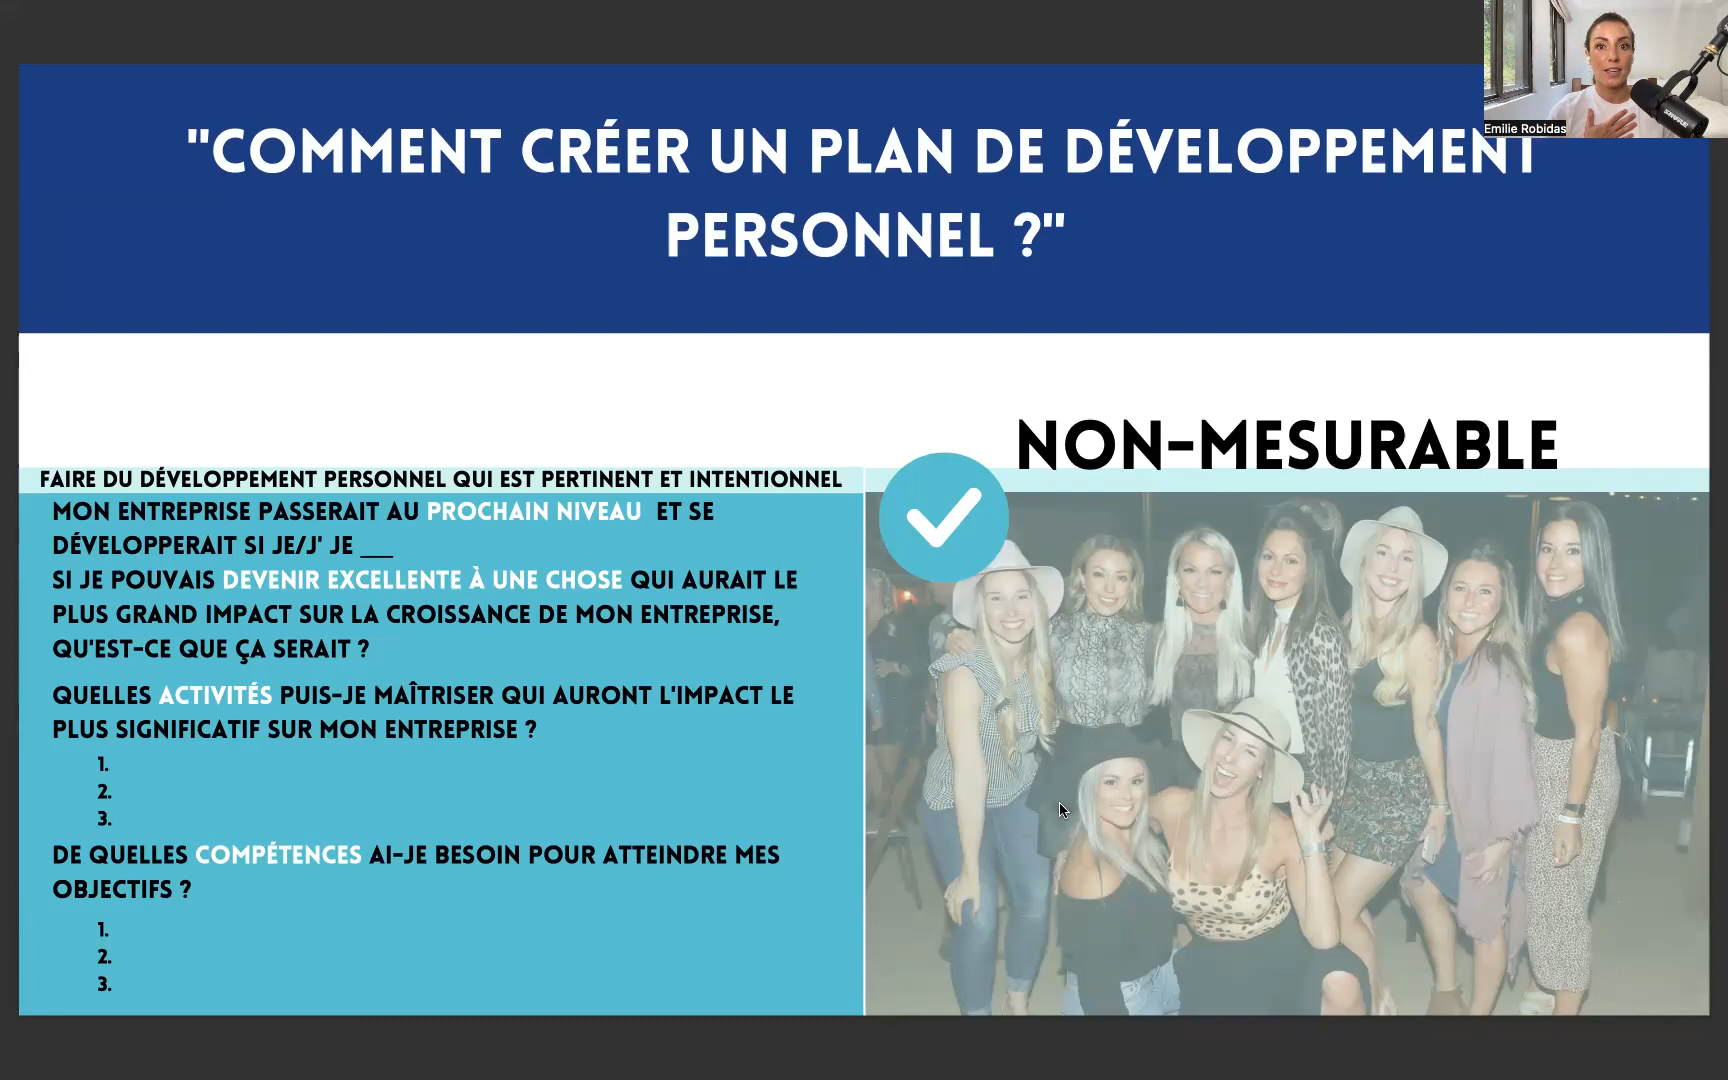 "COMMENT CRÉER UN PLAN DE DÉVELOPPEMENT
PERSONNEL ?"
Emilie Robidas
NON-MESURABLE
FAIRE DU DÉVELOPPEMENT PERSONNEL QUI EST PERTINENT ET INTENTIONNEL
MON ENTREPRISE PASSERAIT AU PROCHAIN NIVEAU ET SE
DÉVELOPPERAIT SI JE/J' JE ___
SI JE POUVAIS DEVENIR EXCELLENTE À UNE CHOSE QUI AURAIT LE
PLUS GRAND IMPACT SUR LA CROISSANCE DE MON ENTREPRISE,
QU'EST-CE QUE ÇA SERAIT ?
QUELLES ACTIVITÉS PUIS-JE MAÎTRISER QUI AURONT L'IMPACT LE
PLUS SIGNIFICATIF SUR MON ENTREPRISE ?
1.
2.
3.
DE QUELLES COMPÉTENCES AI-JE BESOIN POUR ATTEINDRE MES
OBJECTIFS ?
1.
2.
3.
SHURE